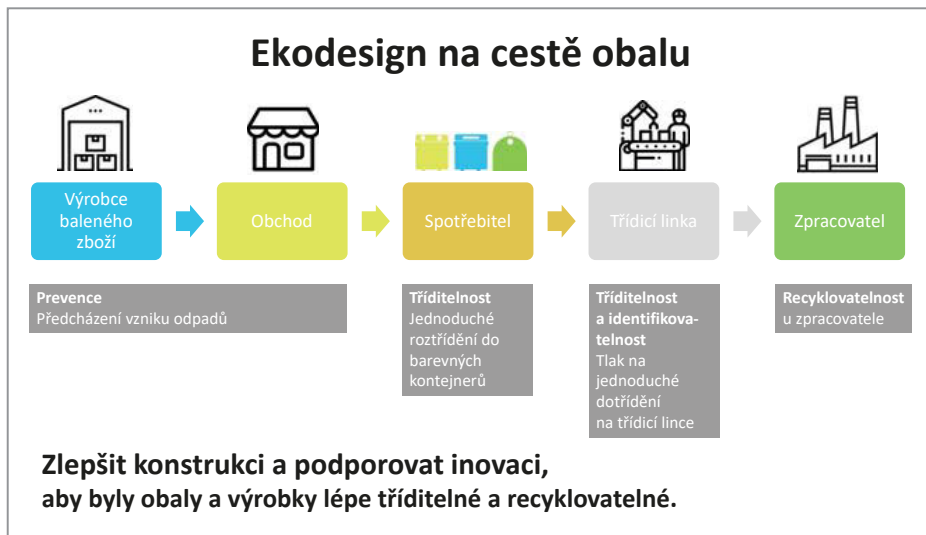 Ekodesign na cestě obalu
Výrobce
baleného
zboží
Obchod
Spotřebitel
Třídicí linka
Zpracovatel
Prevence
Předcházení vzniku odpadů
Tříditelnost
Jednoduché
roztřídění do
barevných
kontejnerů
Tříditelnost
a identifikova-
telnost
Tlak na
jednoduché
dotřídění
na třídicí lince
Recyklovatelnost
u zpracovatele
Zlepšit konstrukci a podporovat inovaci,
aby byly obaly a výrobky lépe tříditelné a recyklovatelné.